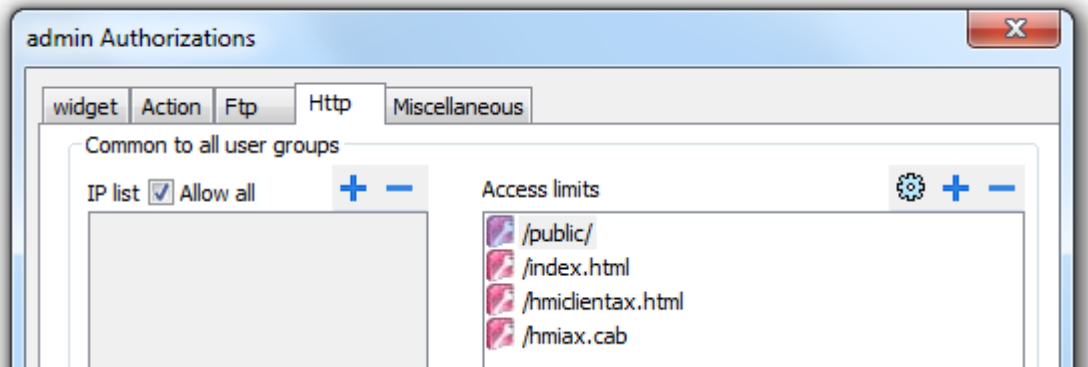 admin Authorizations
widget Action Ftp Http Miscellaneous
Common to all user groups
IP list Allow all
Access limits
/public/
/index.html
/hmiclientax.html
/hmiax.cab